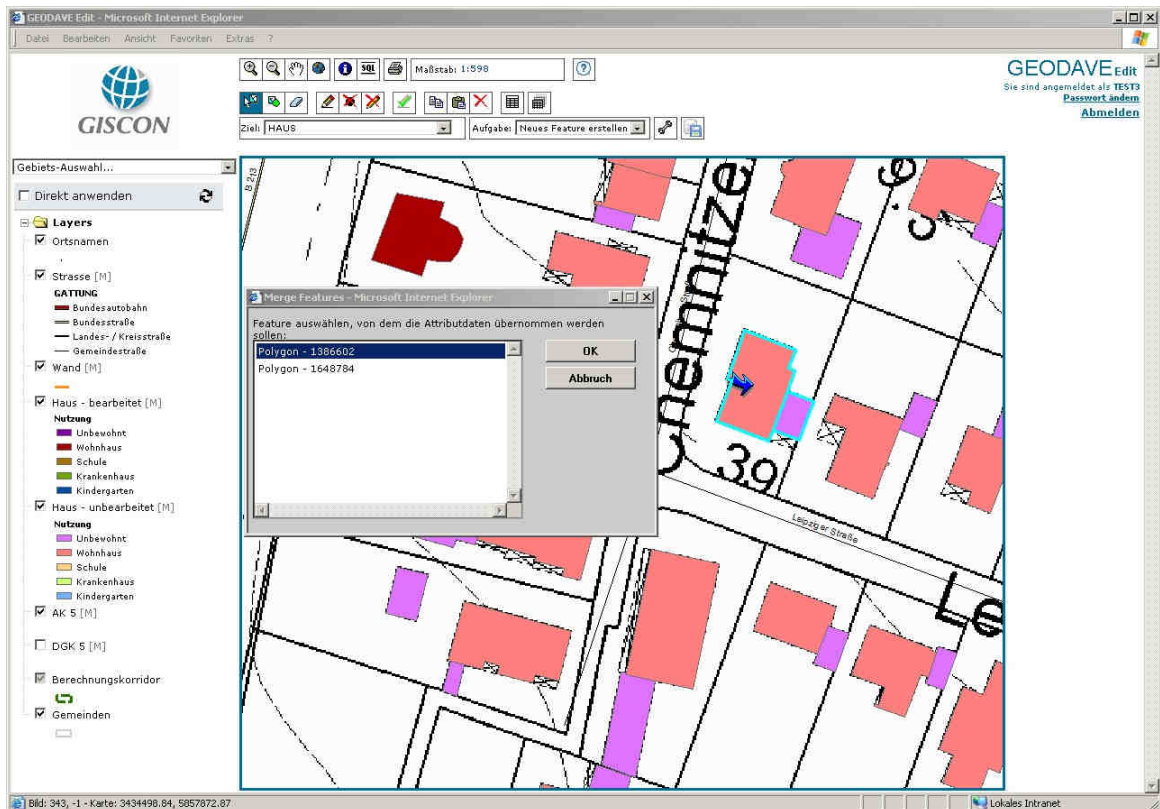 GEODAVE Edit - Microsoft Internet Explorer
Datei Bearbeiten Ansicht Favoriten Extras ?
GISCON
SQL
Maßstab: 1:598
GEODAVE Edit
Sie sind angemeldet als TEST3
Passwort ändern
Abmelden
Ziel: HAUS
Aufgabe: Neues Feature erstellen
Gebiets-Auswahl...
Direkt anwenden
Layers
Ortsnamen
Strasse [M]
GATTUNG
Bundesautobahn
Bundesstraße
Landes- / Kreisstraße
Gemeindestraße
Wand [M]
Haus - bearbeitet [M]
Nutzung
Unbewohnt
Wohnhaus
Schule
Krankenhaus
Kindergarten
Haus - unbearbeitet [M]
Nutzung
Unbewohnt
Wohnhaus
Schule
Krankenhaus
Kindergarten
AK 5 [M]
DGK 5 [M]
Berechnungskorridor
Gemeinden
B 213
Chemnitze
Merge Features - Microsoft Internet Explorer
Feature auswählen, von dem die Attributdaten übernommen werden
sollen:
Polygon - 1386602
Polygon - 1648784
OK
Abbruch
39
Leipziger Straße
Le
Bild: 343, -1 - Karte: 3434498.84, 5857872.87
Lokales Intranet